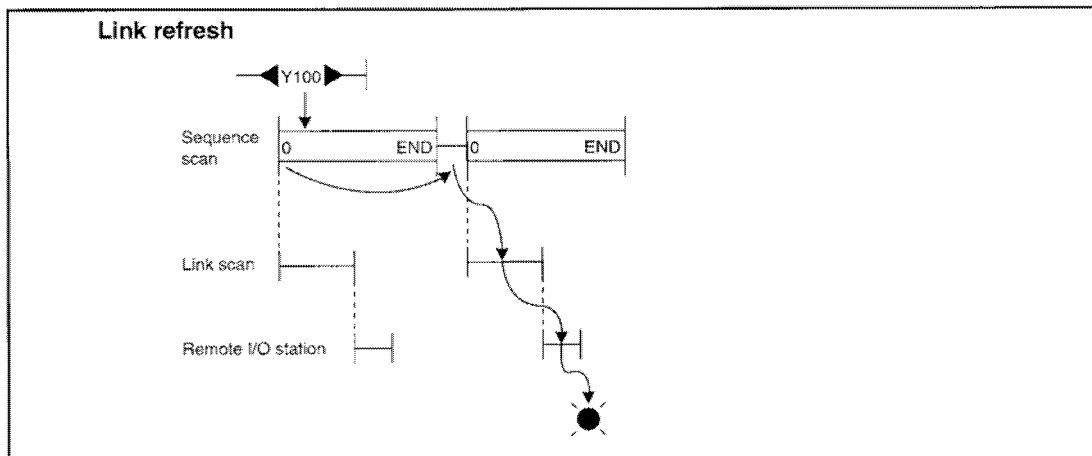 Link refresh
Y100
Sequence
scan
0 END 0 END
Link scan
Remote I/O station